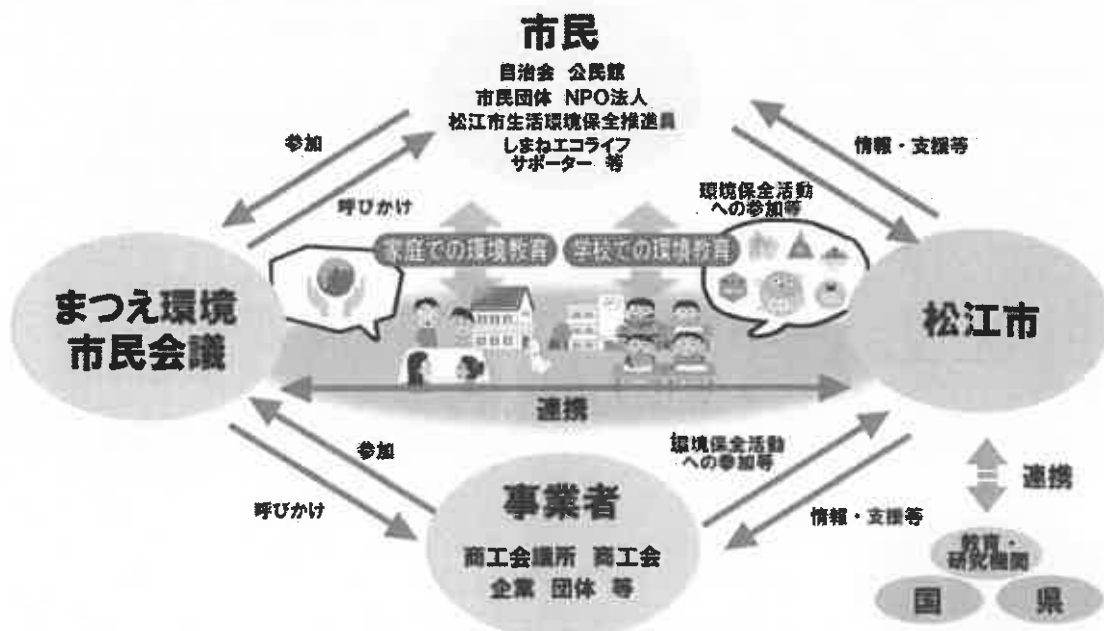 市民
自治会 公民館
市民団体 NPO法人
松江市生活環境保全推進員
しまねエコライフ
サポーター 等
参加
呼びかけ
情報・支援等
環境保全活動
への参加等
家庭での環境教育
学校での環境教育
まつえ環境
市民会議
松江市
連携
参加
呼びかけ
環境保全活動
への参加等
情報・支援等
事業者
商工会議所 商工会
企業 団体 等
連携
教育・
研究機関
国
県